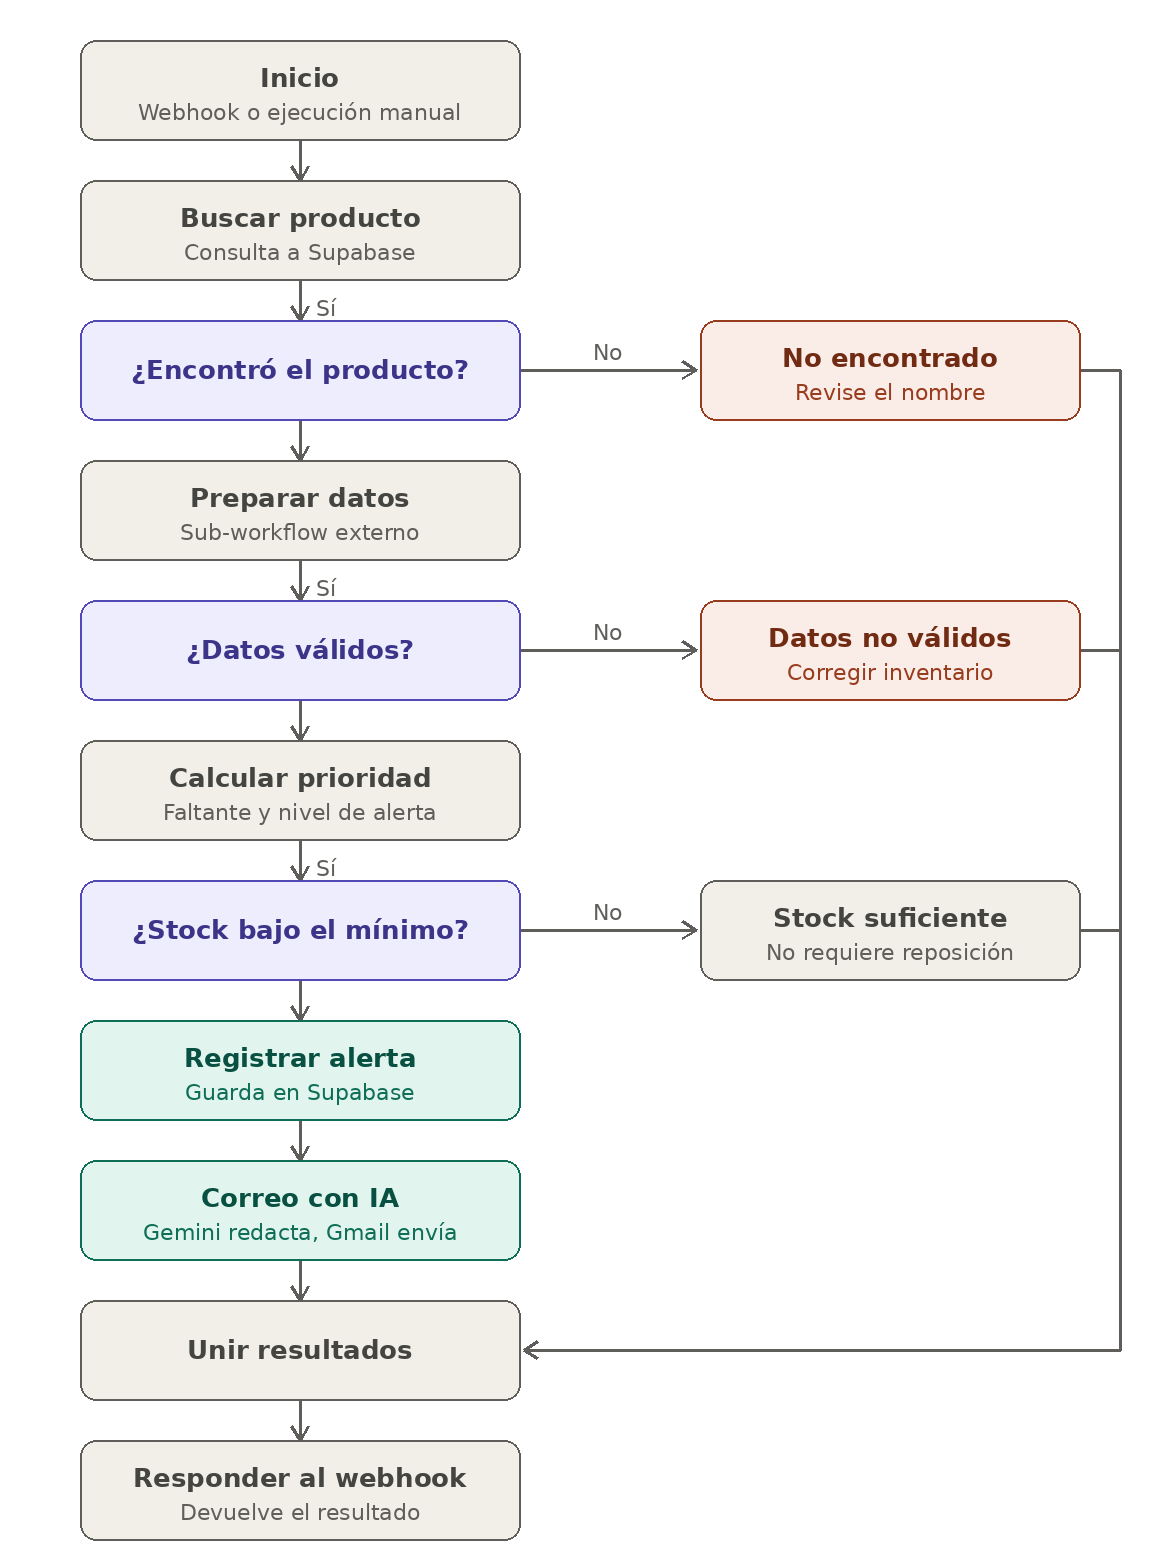 Inicio
Webhook o ejecución manual
Buscar producto
Consulta a Supabase
Sí
¿Encontró el producto?
No
No encontrado
Revise el nombre
Preparar datos
Sub-workflow externo
Sí
¿Datos válidos?
No
Datos no válidos
Corregir inventario
Calcular prioridad
Faltante y nivel de alerta
Sí
¿Stock bajo el mínimo?
No
Stock suficiente
No requiere reposición
Registrar alerta
Guarda en Supabase
Correo con IA
Gemini redacta, Gmail envía
Unir resultados
Responder al webhook
Devuelve el resultado